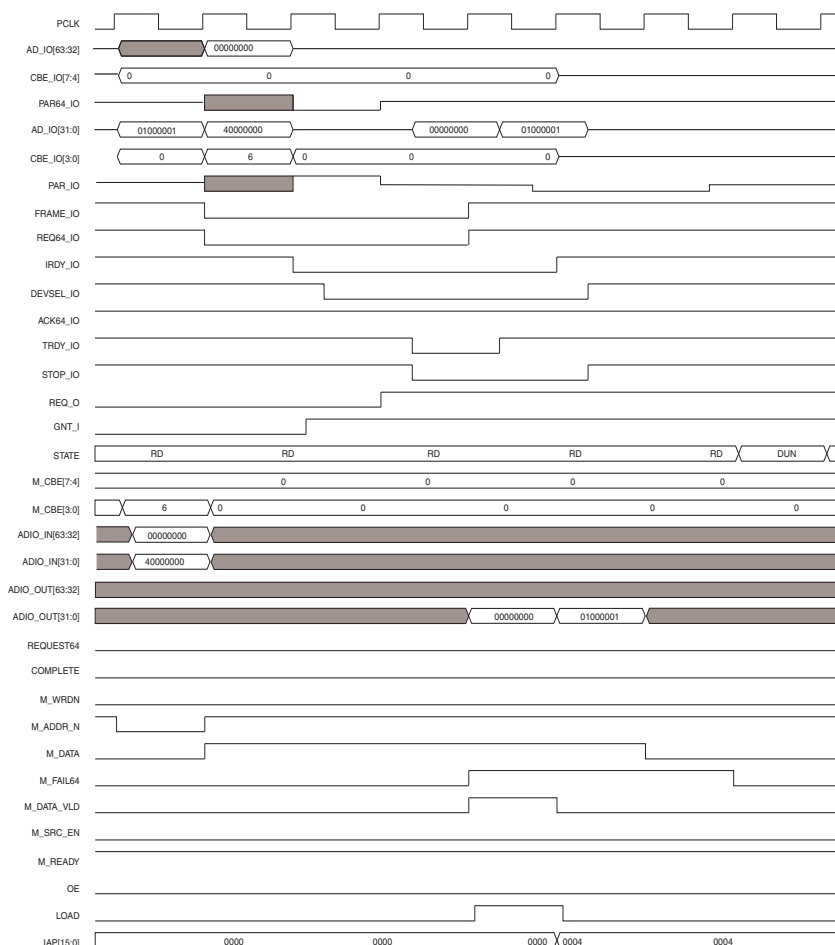 PCLK
AD_IO[63:32] 00000000
CBE_IO[7:4] 0 0 0 0
PAR64_IO
AD_IO[31:0] 01000001 40000000 00000000 01000001
CBE_IO[3:0] 0 6 0 0 0
PAR_IO
FRAME_IO
REQ64_IO
IRDY_IO
DEVSEL_IO
ACK64_IO
TRDY_IO
STOP_IO
REQ_O
GNT_I
STATE RD RD RD RD RD DUN
M_CBE[7:4] 0 0 0 0
M_CBE[3:0] 6 0 0 0 0 0
ADIO_IN[63:32] 00000000
ADIO_IN[31:0] 40000000
ADIO_OUT[63:32]
ADIO_OUT[31:0] 00000000 01000001
REQUEST64
COMPLETE
M_WRDN
M_ADDR_N
M_DATA
M_FAIL64
M_DATA_VLD
M_SRC_EN
M_READY
OE
LOAD
IAP[15:0] 0000 0000 0000 0004 0004